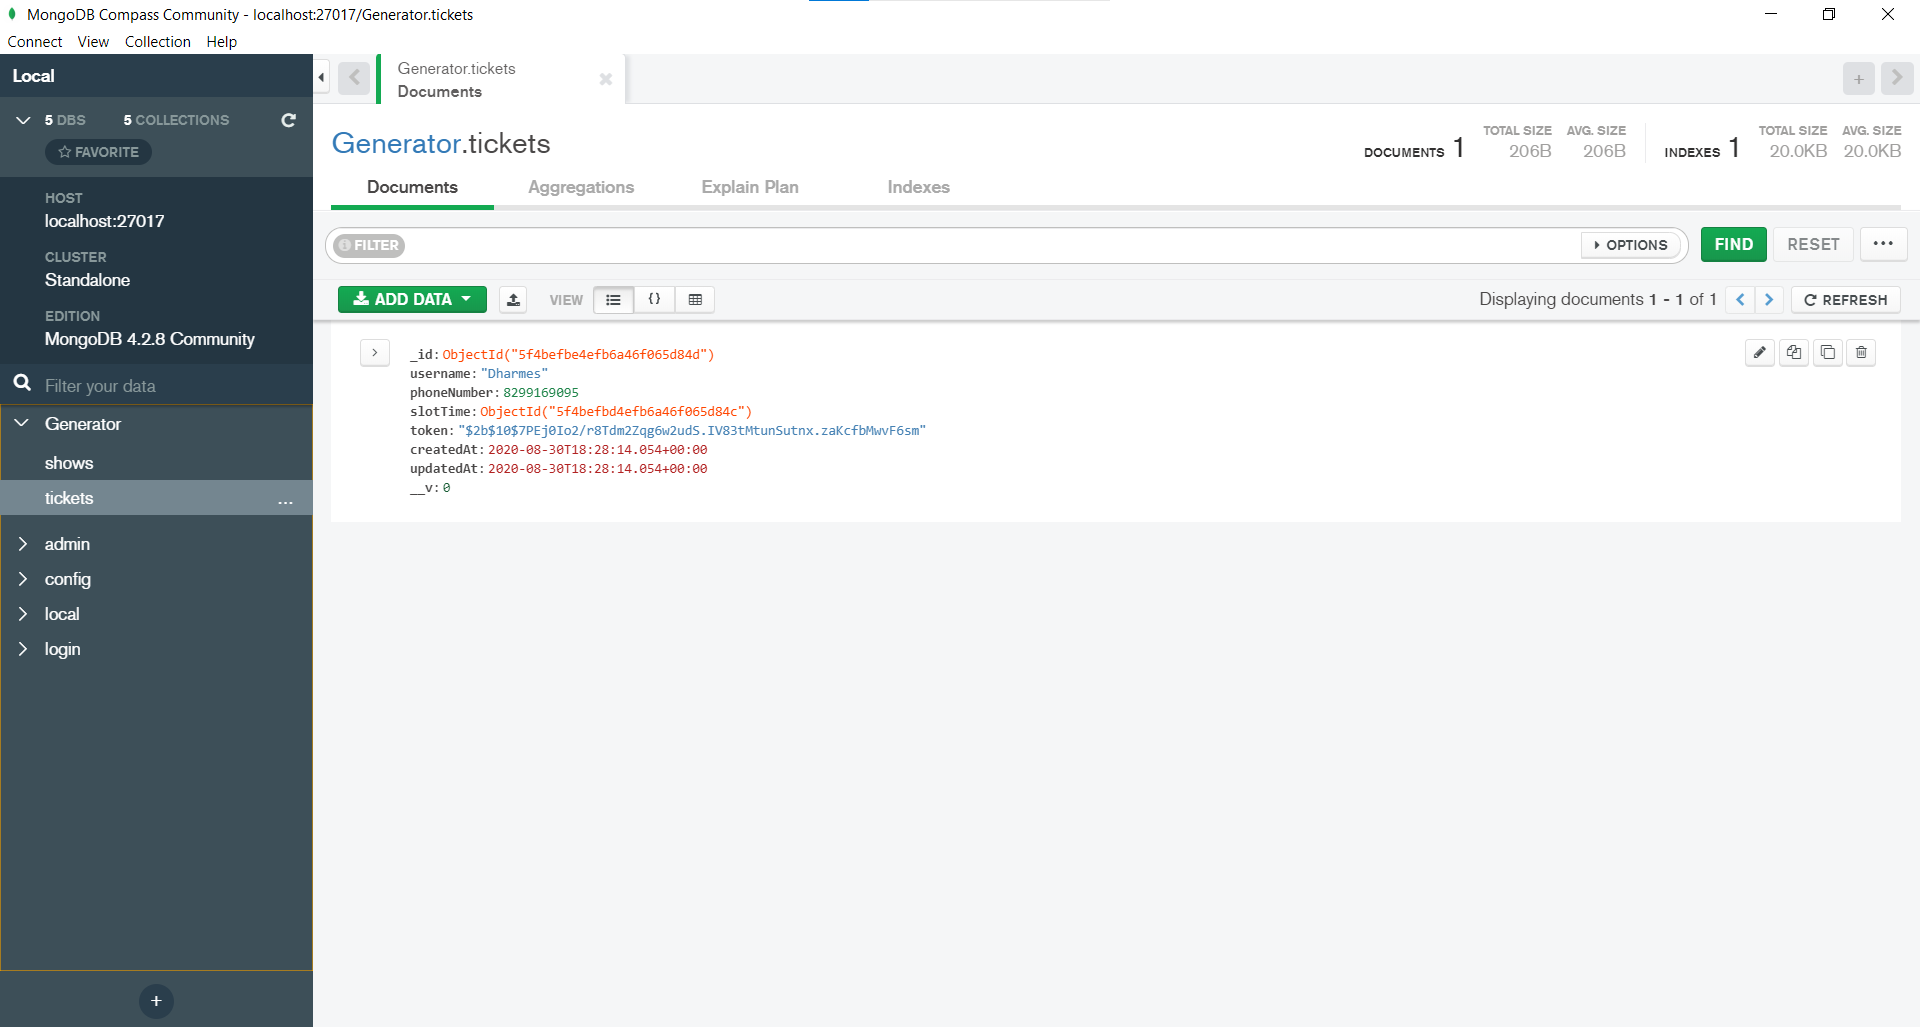 MongoDB Compass Community - localhost:27017/Generator.tickets
Connect View Collection Help
Local
5 DBS 5 COLLECTIONS
FAVORITE
HOST
localhost:27017
CLUSTER
Standalone
EDITION
MongoDB 4.2.8 Community
Filter your data
Generator
shows
tickets ...
admin
config
local
login
+
Generator.tickets
Documents
+
Generator.tickets
DOCUMENTS 1 TOTAL SIZE 206B AVG. SIZE 206B INDEXES 1 TOTAL SIZE 20.0KB AVG. SIZE 20.0KB
Documents Aggregations Explain Plan Indexes
FILTER OPTIONS FIND RESET ...
ADD DATA VIEW {} Displaying documents 1 - 1 of 1 REFRESH
_id: ObjectId("5f4befbe4efb6a46f065d84d")
username: "Dharmes"
phoneNumber: 8299169095
slotTime: ObjectId("5f4befbd4efb6a46f065d84c")
token: "$2b$10$7PEj0Io2/r8Tdm2Zqg6w2udS.IV83tMtunSutnx.zaKcfbMwvF6sm"
createdAt: 2020-08-30T18:28:14.054+00:00
updatedAt: 2020-08-30T18:28:14.054+00:00
__v: 0